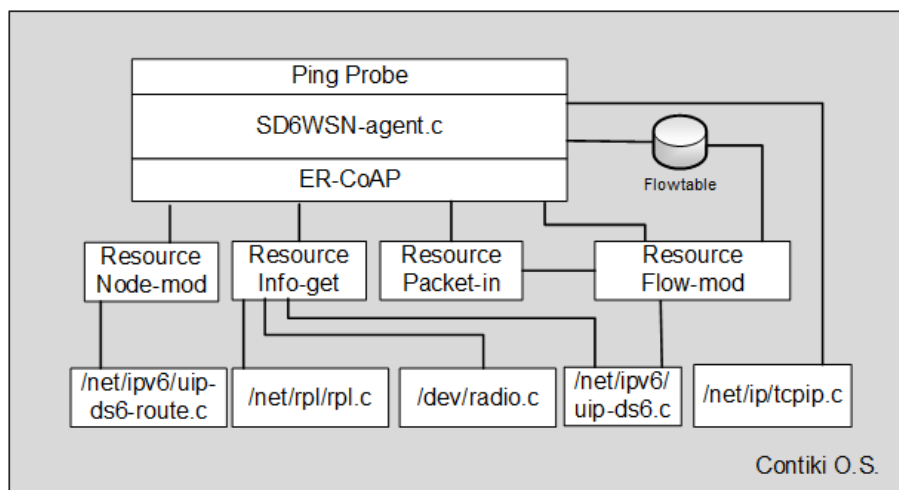 Ping Probe
SD6WSN-agent.c
ER-CoAP
Flowtable
Resource
Node-mod
Resource
Info-get
Resource
Packet-in
Resource
Flow-mod
/net/ipv6/uip-
ds6-route.c
/net/rpl/rpl.c
/dev/radio.c
/net/ipv6/
uip-ds6.c
/net/ip/tcpip.c
Contiki O.S.